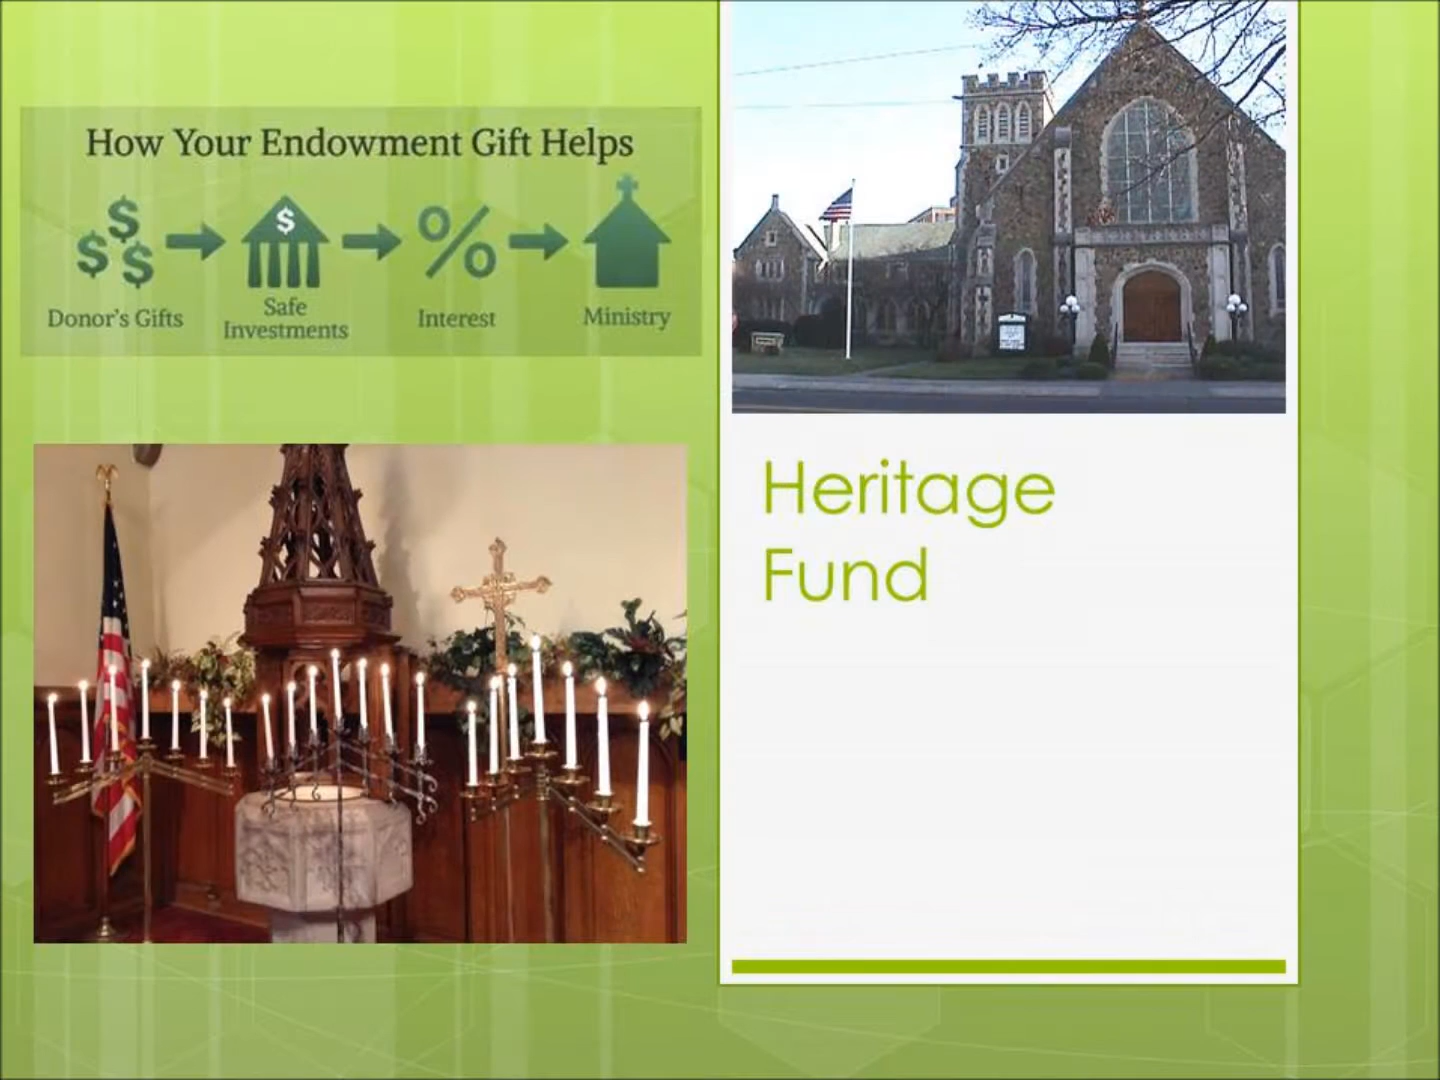 How Your Endowment Gift Helps
$
$ $
$
%
Donor's Gifts
Safe
Investments
Interest
Ministry
Heritage
Fund